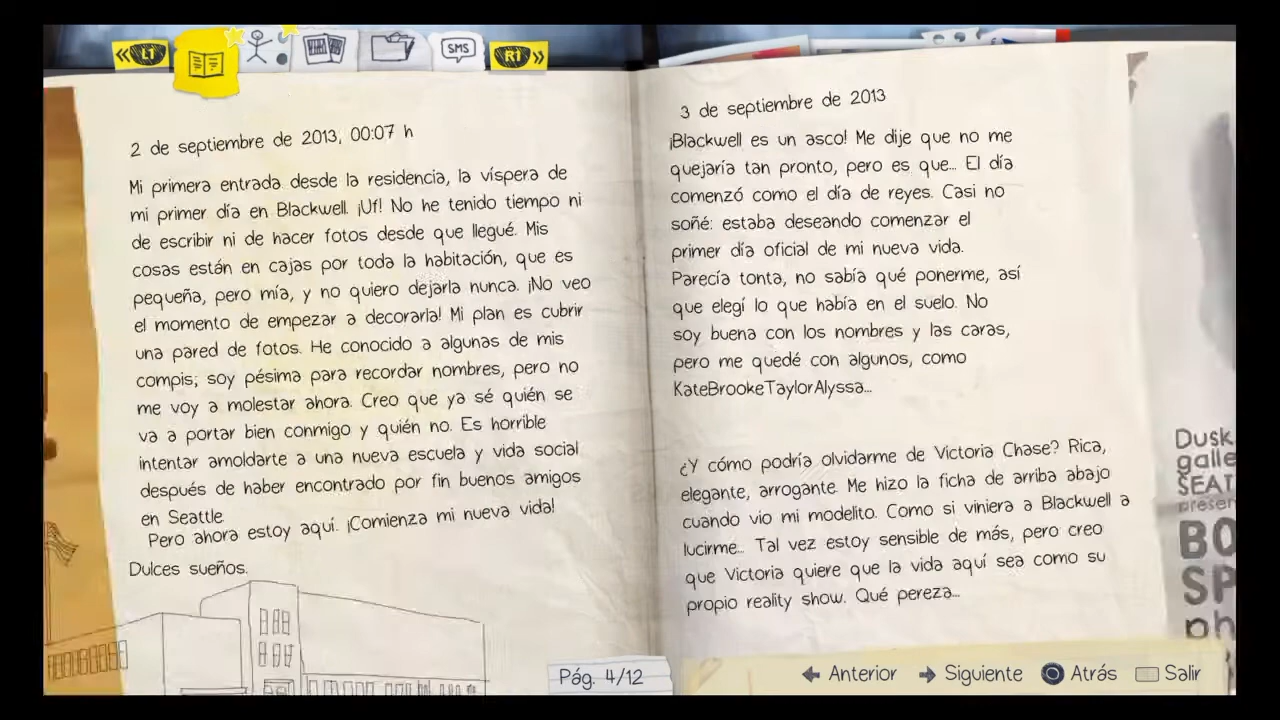 L1
SMS
R1
2 de septiembre de 2013, 00:07 h
Mi primera entrada desde la residencia, la víspera de
mi primer día en Blackwell. ¡Uf! No he tenido tiempo ni
de escribir ni de hacer fotos desde que llegué. Mis
cosas están en cajas por toda la habitación, que es
pequeña, pero mía, y no quiero dejarla nunca. ¡No veo
el momento de empezar a decorarla! Mi plan es cubrir
una pared de fotos. He conocido a algunas de mis
compis; soy pésima para recordar nombres, pero no
me voy a molestar ahora. Creo que ya sé quién se
va a portar bien conmigo y quién no. Es horrible
intentar amoldarte a una nueva escuela y vida social
después de haber encontrado por fin buenos amigos
en Seattle.
Pero ahora estoy aquí. ¡Comienza mi nueva vida!
Dulces sueños.
3 de septiembre de 2013
¡Blackwell es un asco! Me dije que no me
quejaría tan pronto, pero es que... El día
comenzó como el día de reyes. Casi no
soñé: estaba deseando comenzar el
primer día oficial de mi nueva vida.
Parecía tonta, no sabía qué ponerme, así
que elegí lo que había en el suelo. No
soy buena con los nombres y las caras,
pero me quedé con algunos, como
KateBrookeTaylorAlyssa...
¿Y cómo podría olvidarme de Victoria Chase? Rica,
elegante, arrogante. Me hizo la ficha de arriba abajo
cuando vio mi modelito. Como si viniera a Blackwell a
lucirme... Tal vez estoy sensible de más, pero creo
que Victoria quiere que la vida aquí sea como su
propio reality show. Qué pereza...
Dusk
galle
SEAT
presen
BO
SP
ph
Pág. 4/12
Anterior
Siguiente
Atrás
Salir